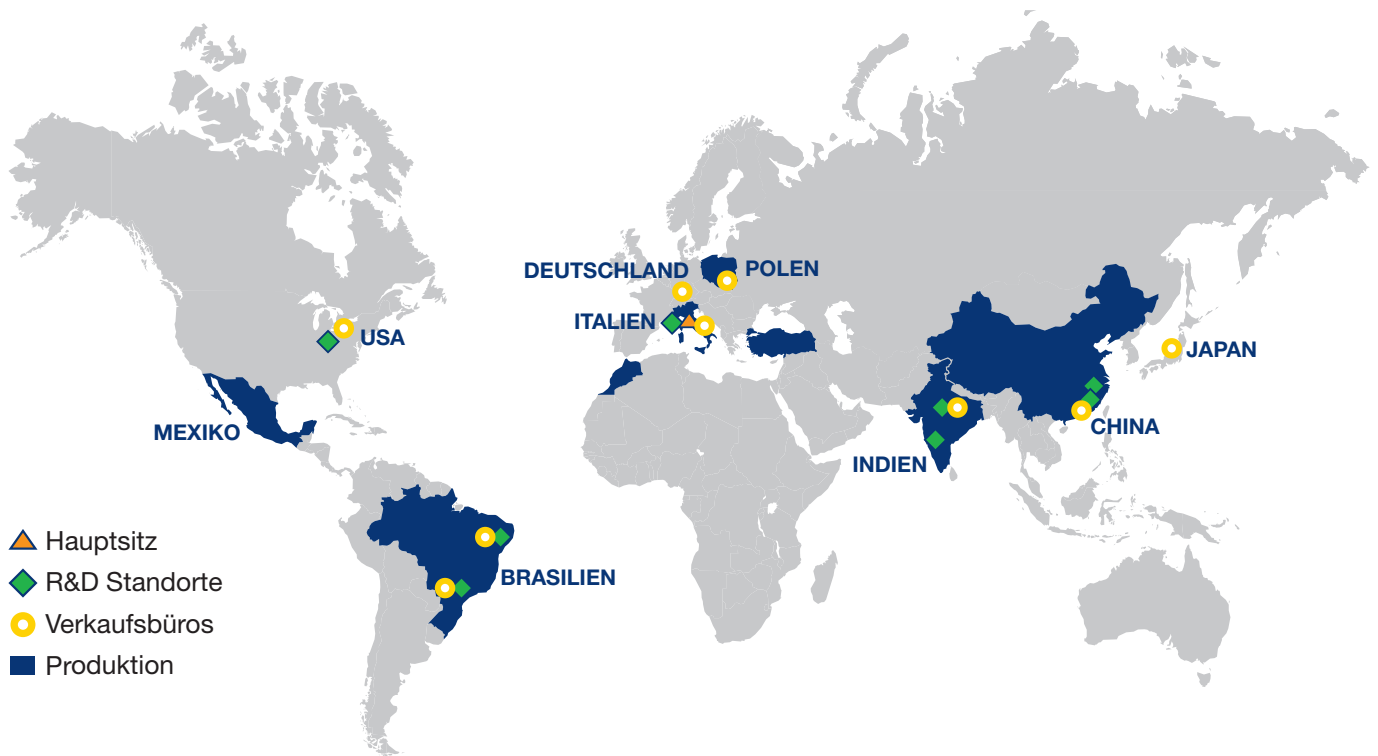 DEUTSCHLAND
POLEN
ITALIEN
USA
JAPAN
MEXIKO
CHINA
INDIEN
BRASILIEN
Hauptsitz
R&D Standorte
Verkaufsbüros
Produktion